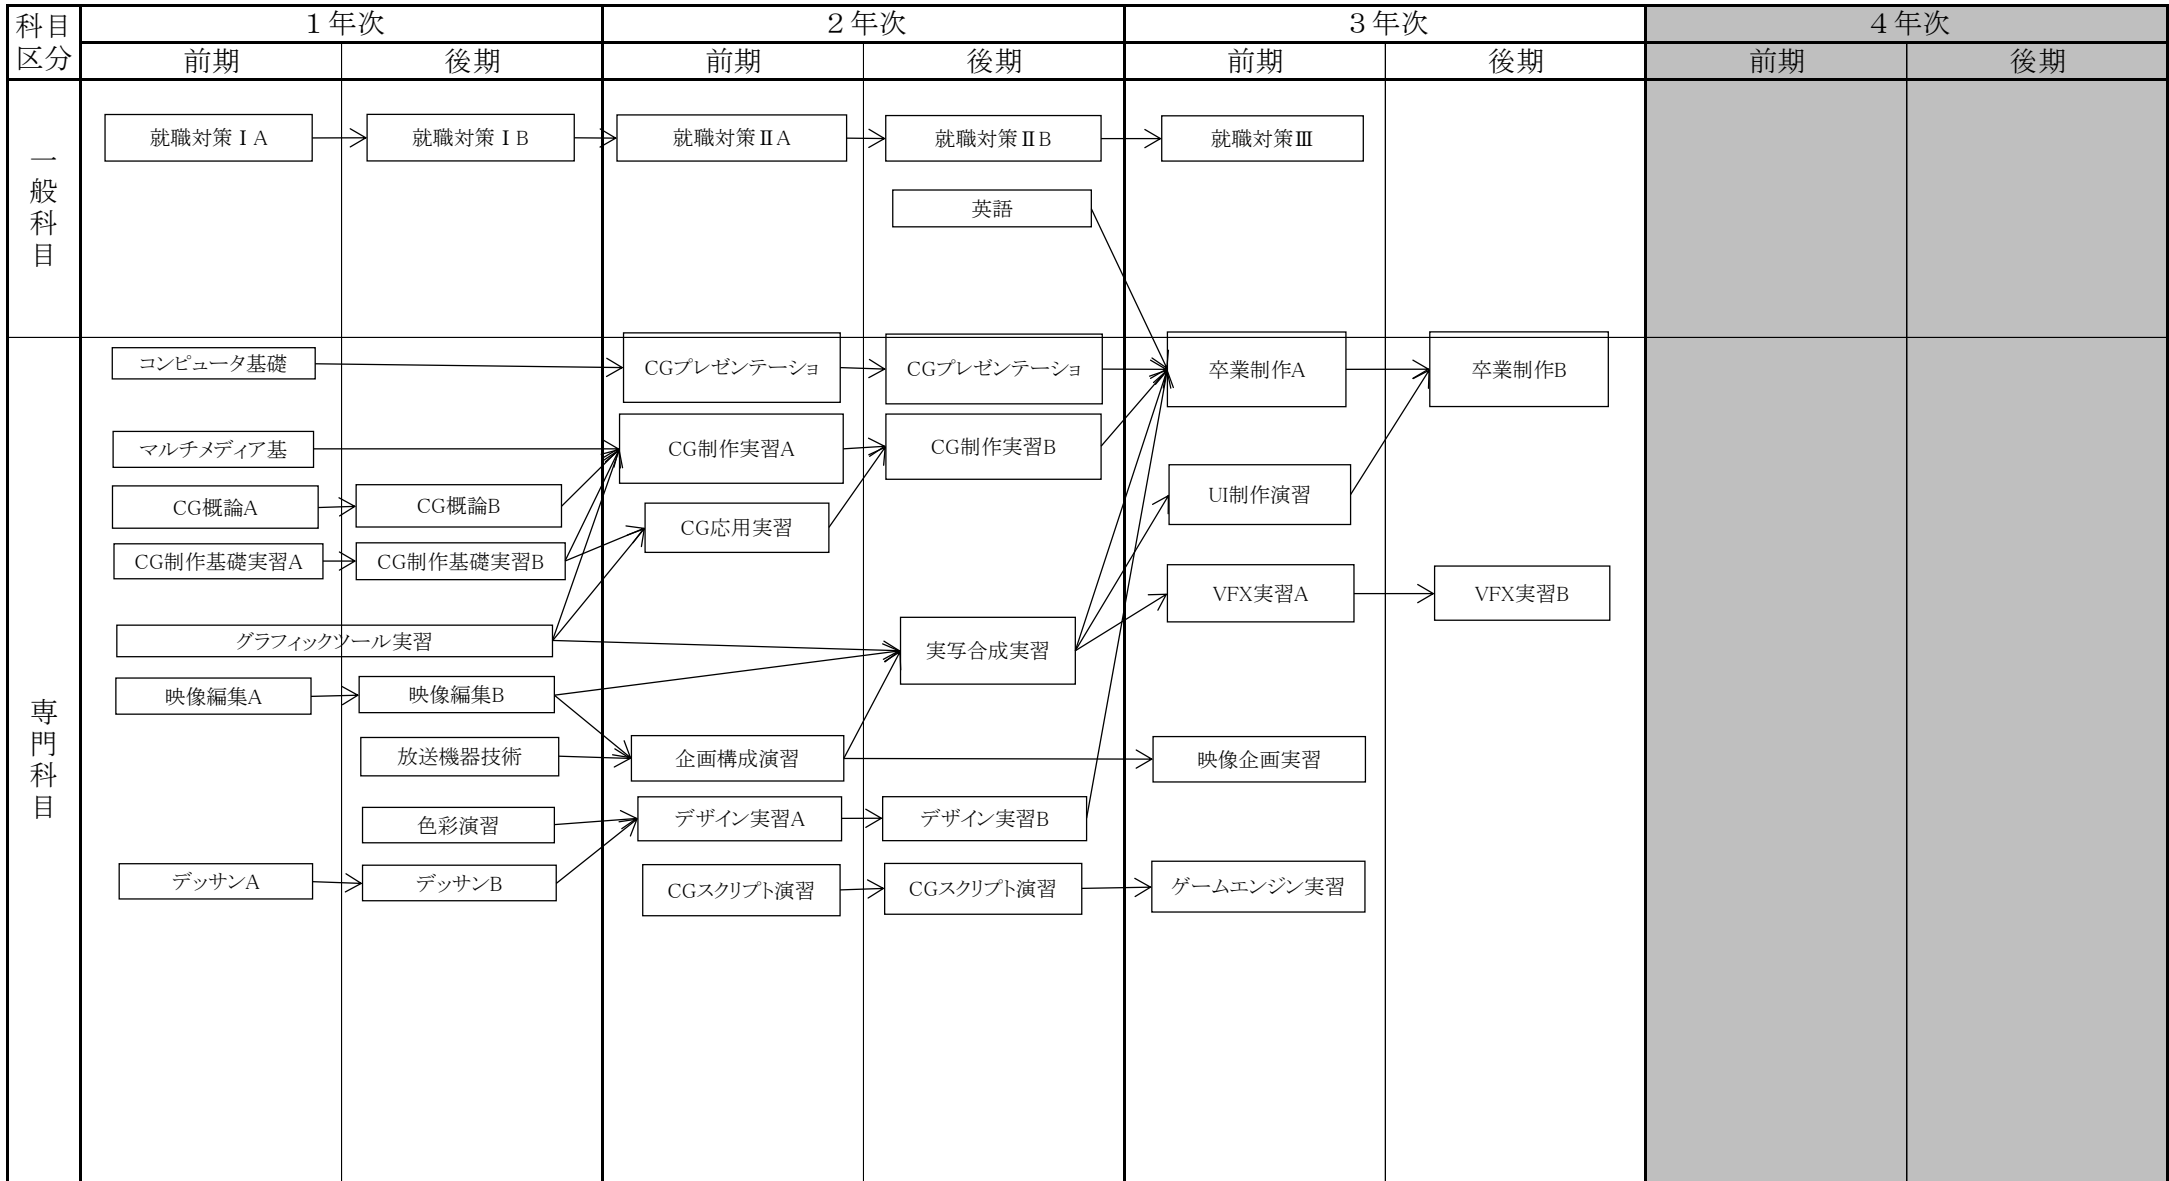 科目
区分
１年次
２年次
３年次
４年次
前期
後期
前期
後期
前期
後期
前期
後期
一般科目
就職対策ⅠA
就職対策ⅠB
就職対策ⅡA
就職対策ⅡB
就職対策Ⅲ
英語
専門科目
コンピュータ基礎
CGプレゼンテーショ
CGプレゼンテーショ
卒業制作A
卒業制作B
マルチメディア基
CG制作実習A
CG制作実習B
CG概論A
CG概論B
UI制作演習
CG応用実習
CG制作基礎実習A
CG制作基礎実習B
VFX実習A
VFX実習B
グラフィックツール実習
実写合成実習
映像編集A
映像編集B
放送機器技術
企画構成演習
映像企画実習
色彩演習
デザイン実習A
デザイン実習B
デッサンA
デッサンB
CGスクリプト演習
CGスクリプト演習
ゲームエンジン実習